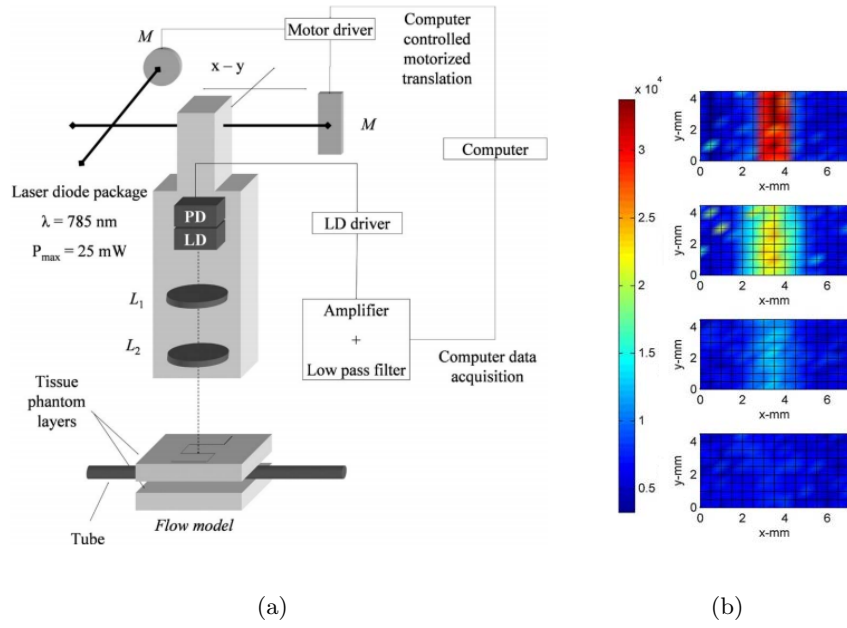 M
Motor driver
Computer
controlled
motorized
translation
x – y
M
Computer
Laser diode package
λ = 785 nm
Pmax = 25 mW
PD
LD
LD driver
L1
L2
Amplifier
+
Low pass filter
Computer data
acquisition
Tissue
phantom
layers
Tube
Flow model
(a)
x 10^4
3
2.5
2
1.5
1
0.5
4
2
0
y-mm
0 2 4 6
x-mm
4
2
0
y-mm
0 2 4 6
x-mm
4
2
0
y-mm
0 2 4 6
x-mm
4
2
0
y-mm
0 2 4 6
x-mm
(b)